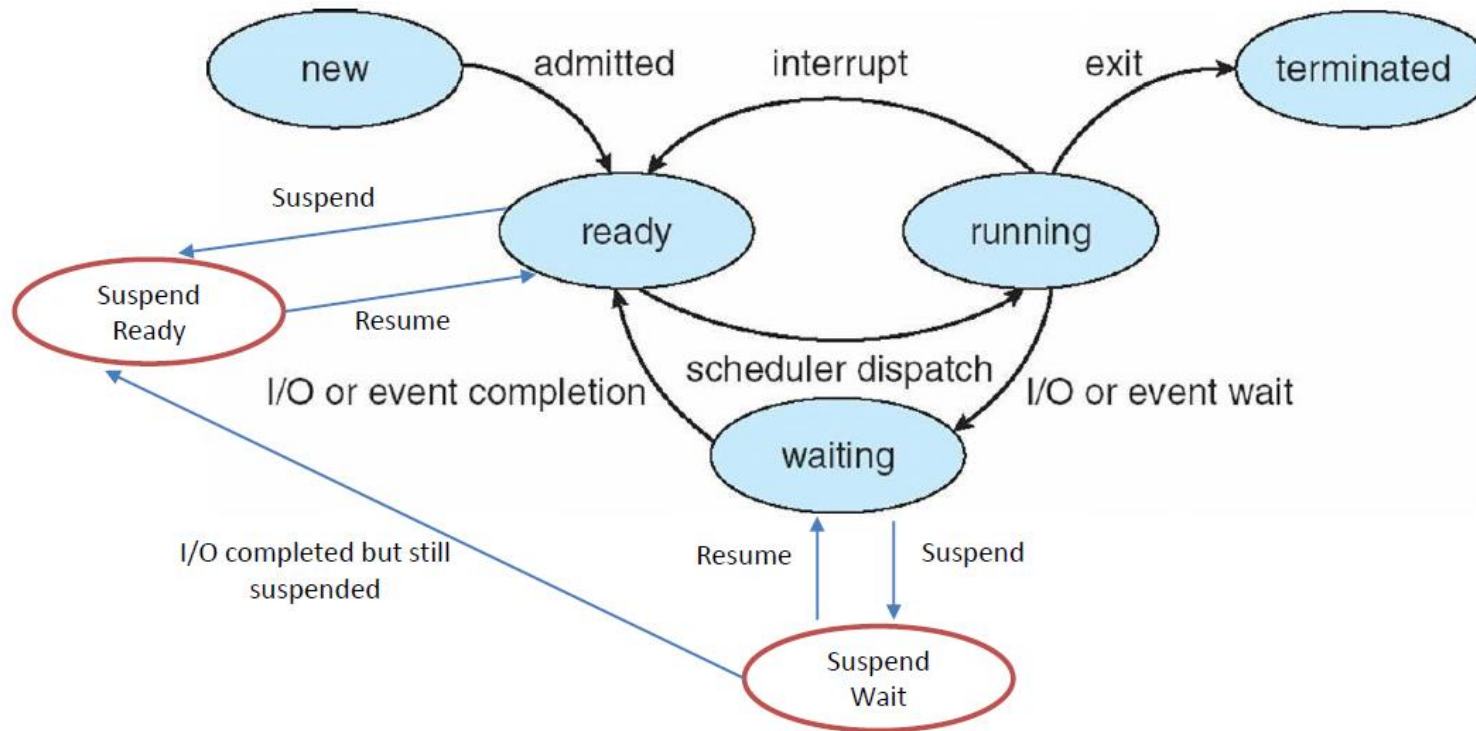 new
admitted
interrupt
exit
terminated
Suspend
ready
running
Suspend
Ready
Resume
scheduler dispatch
I/O or event completion
I/O or event wait
waiting
I/O completed but still
suspended
Resume
Suspend
Suspend
Wait